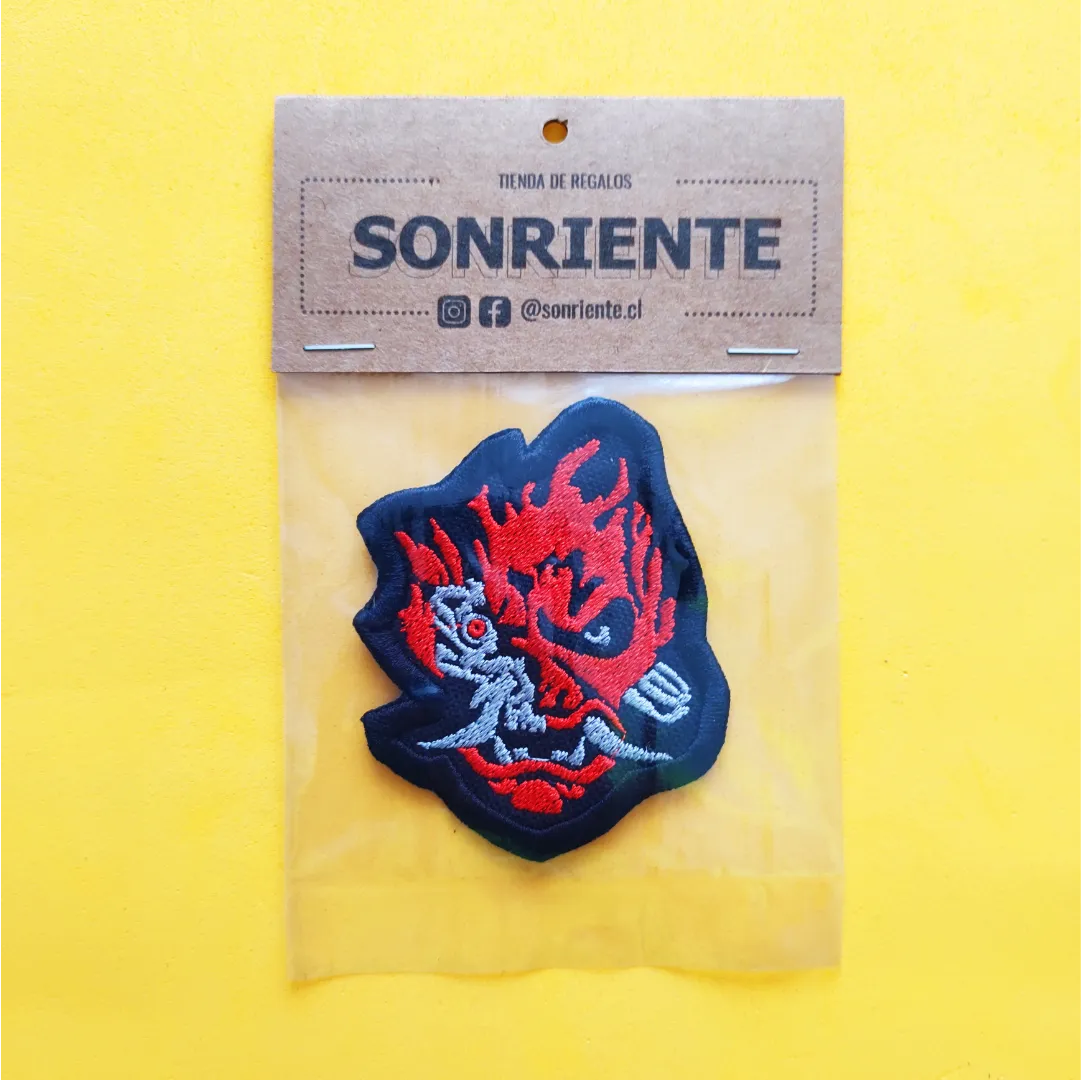 TIENDA DE REGALOS
SONRIENTE
@sonriente.cl